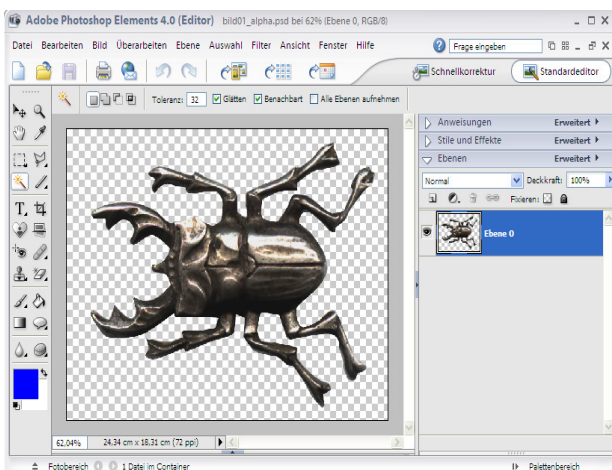 Adobe Photoshop Elements 4.0 (Editor) bild01_alpha.psd bei 62% (Ebene 0, RGB/8)
Datei Bearbeiten Bild Überarbeiten Ebene Auswahl Filter Ansicht Fenster Hilfe Frage eingeben
Schnellkorrektur Standardeditor
Toleranz: 32 Glätten Benachbart Alle Ebenen aufnehmen
Anweisungen Erweitert
Stile und Effekte Erweitert
Ebenen Erweitert
Normal Deckkraft: 100%
Fixieren:
Ebene 0
T
62,04% 24,34 cm x 18,31 cm (72 ppi)
Fotobereich 1 Datei im Container Palettenbereich